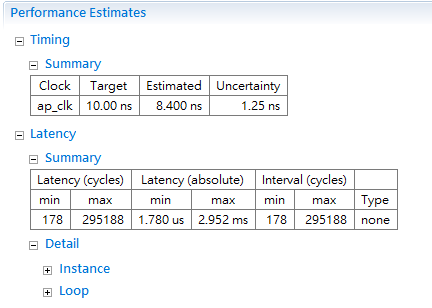 Performance Estimates
Timing
Summary
Clock Target Estimated Uncertainty
ap_clk 10.00 ns 8.400 ns 1.25 ns
Latency
Summary
Latency (cycles) Latency (absolute) Interval (cycles)
min max min max min max Type
178 295188 1.780 us 2.952 ms 178 295188 none
Detail
Instance
Loop